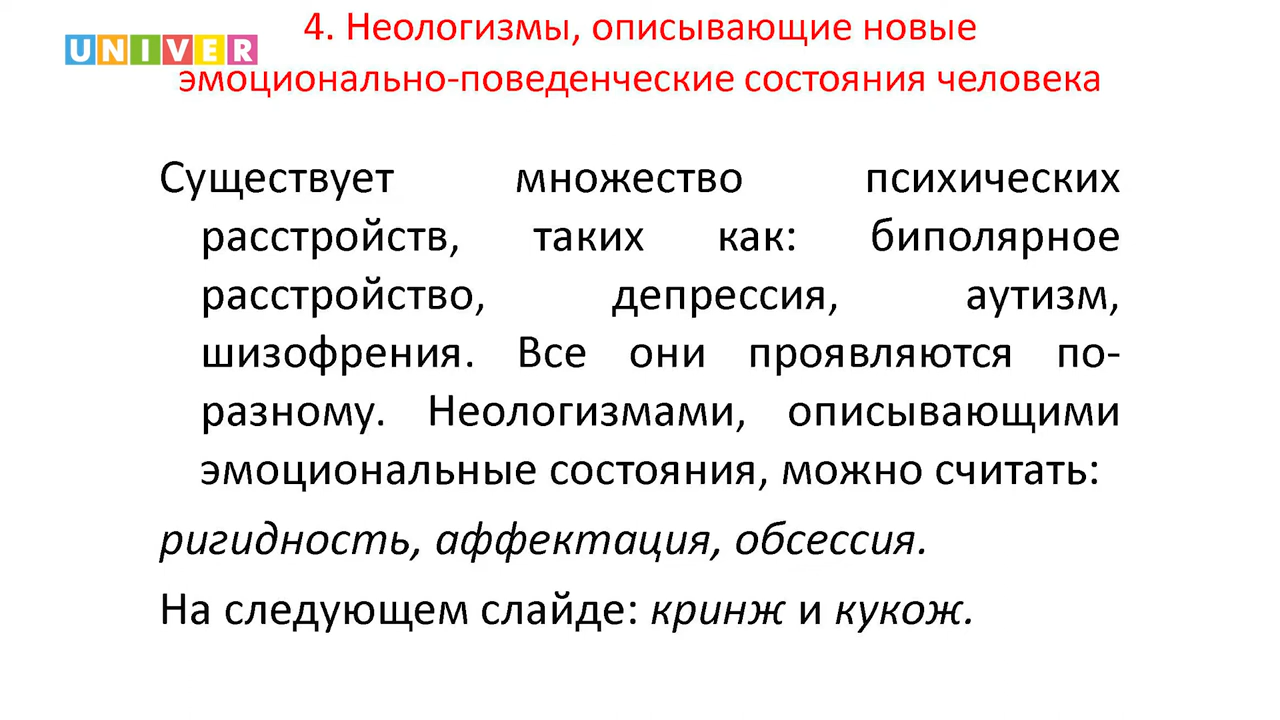 4. Неологизмы, описывающие новые
UNIVER
эмоционально-поведенческие состояния человека
Существует множество психических
расстройств, таких как: биполярное
расстройство, депрессия, аутизм,
шизофрения. Все они проявляются по-
разному. Неологизмами, описывающими
эмоциональные состояния, можно считать:
ригидность, аффектация, обсессия.
На следующем слайде: кринж и кукож.